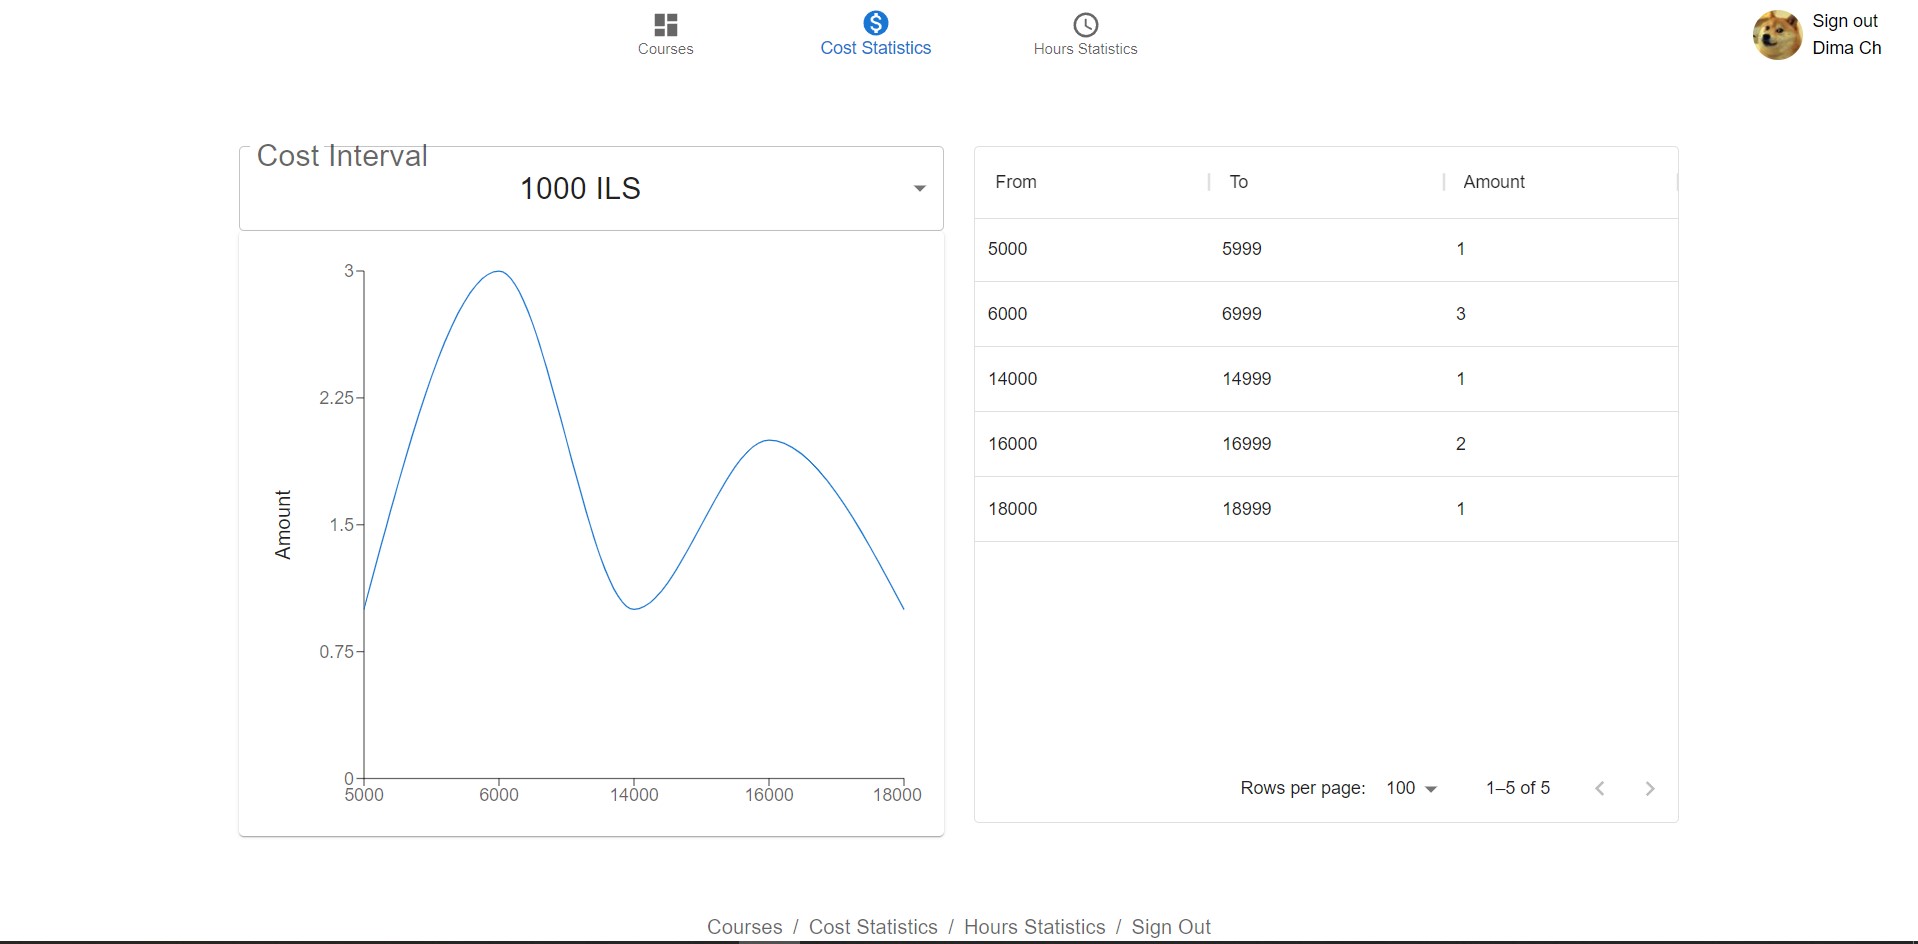 Courses
Cost Statistics
Hours Statistics
Sign out
Dima Ch
Cost Interval
1000 ILS
3
2.25
1.5
0.75
0
Amount
5000 6000 14000 16000 18000
From To Amount
5000 5999 1
6000 6999 3
14000 14999 1
16000 16999 2
18000 18999 1
Rows per page: 100 1–5 of 5
Courses / Cost Statistics / Hours Statistics / Sign Out